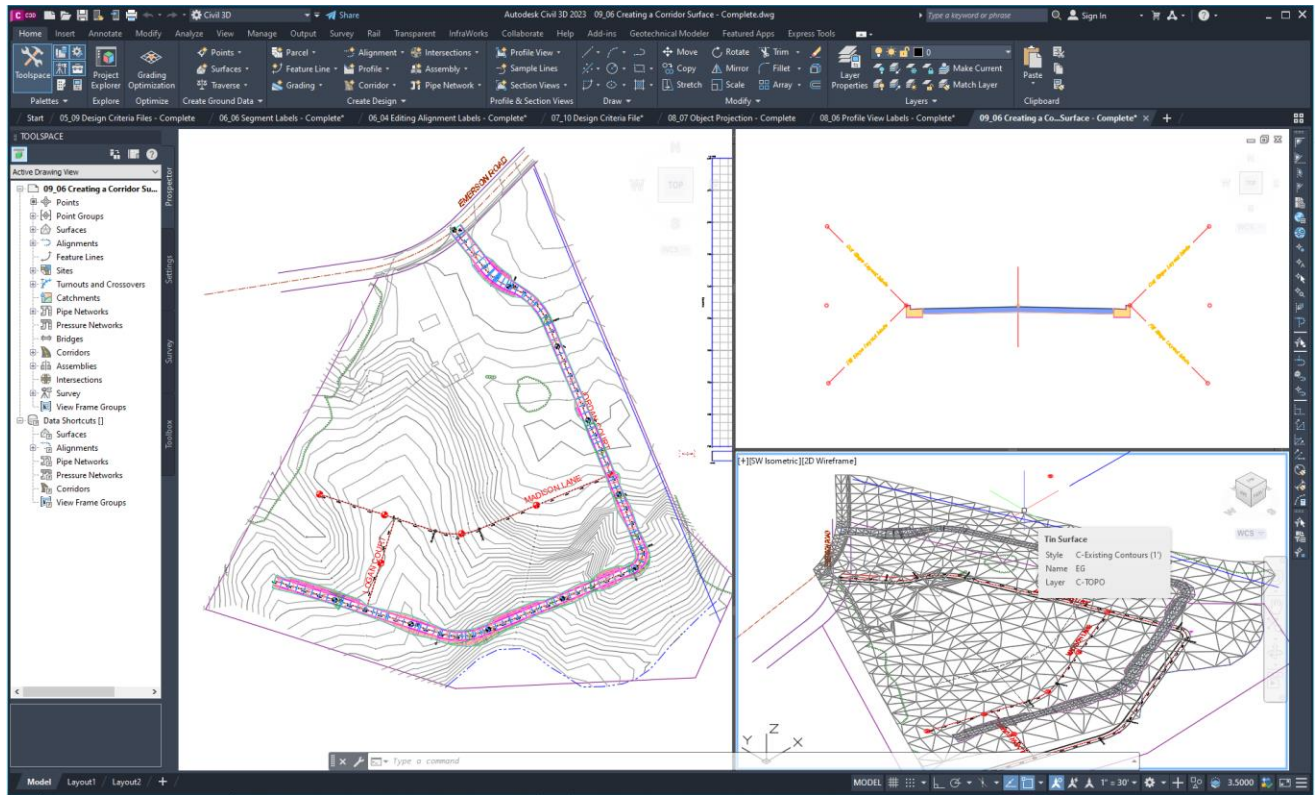 C3D
Civil 3D
Share
Autodesk Civil 3D 2023 09_06 Creating a Corridor Surface - Complete.dwg
Type a keyword or phrase
Sign In
Home Insert Annotate Modify Analyze View Manage Output Survey Rail Transparent InfraWorks Collaborate Help Add-ins Geotechnical Modeler Featured Apps Express Tools
Toolspace
Project Explorer
Grading Optimization
Points
Surfaces
Traverse
Parcel
Feature Line
Grading
Alignment
Profile
Corridor
Intersections
Assembly
Pipe Network
Profile View
Sample Lines
Section Views
Move
Copy
Stretch
Rotate
Mirror
Scale
Trim
Fillet
Array
Layer Properties
0
Make Current
Match Layer
Paste
Palettes Explore Optimize Create Ground Data Create Design Profile & Section Views Draw Modify Layers Clipboard
Start 05_09 Design Criteria Files - Complete 06_06 Segment Labels - Complete* 06_04 Editing Alignment Labels - Complete* 07_10 Design Criteria File* 08_07 Object Projection - Complete 08_06 Profile View Labels - Complete* 09_06 Creating a Co...Surface - Complete*
TOOLSPACE
Active Drawing View
09_06 Creating a Corridor Su...
Points
Point Groups
Surfaces
Alignments
Feature Lines
Sites
Turnouts and Crossovers
Catchments
Pipe Networks
Pressure Networks
Bridges
Corridors
Assemblies
Intersections
Survey
View Frame Groups
Data Shortcuts []
Surfaces
Alignments
Pipe Networks
Pressure Networks
Corridors
View Frame Groups
Prospector
Settings
Survey
Toolbox
EMERSON ROAD
JORDAN COURT
MADISON LANE
LOGAN COURT
N
W
TOP
S
WCS
[+][SW Isometric][2D Wireframe]
Tin Surface
Style C-Existing Contours (1')
Name EG
Layer C-TOPO
WCS
Z
Y
X
Type a command
Model Layout1 Layout2
MODEL
1" = 30'
3.5000